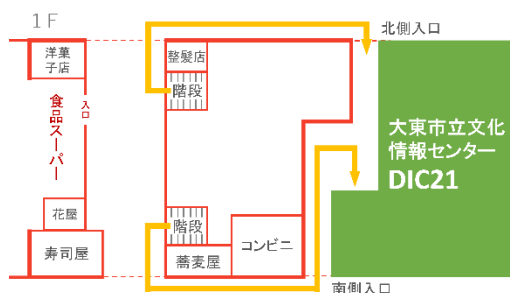 1F
北側入口
洋菓
子店
整髪店
階段
食品スーパー
入口
大東市立文化
情報センター
DIC21
花屋
階段
寿司屋
蕎麦屋
コンビニ
南側入口